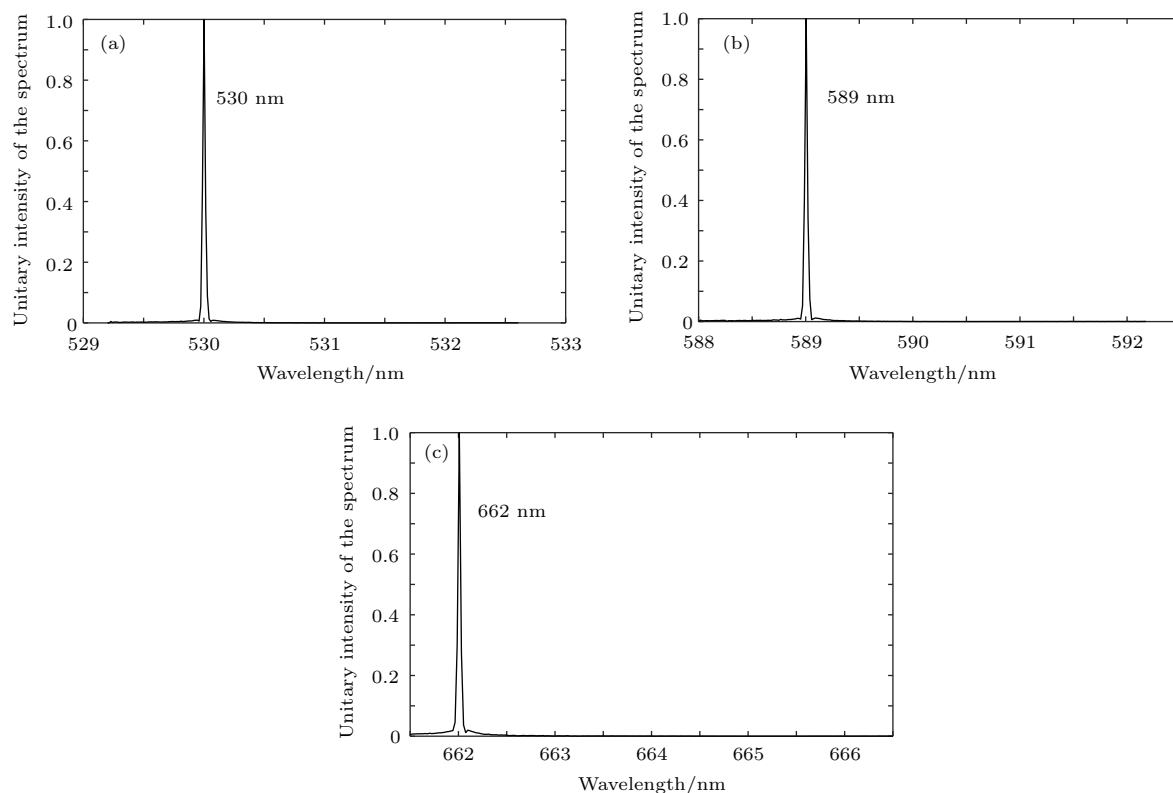 (a)
530 nm
Unitary intensity of the spectrum
1.0
0.8
0.6
0.4
0.2
0
529 530 531 532 533
Wavelength/nm
(b)
589 nm
Unitary intensity of the spectrum
1.0
0.8
0.6
0.4
0.2
0
588 589 590 591 592
Wavelength/nm
(c)
662 nm
Unitary intensity of the spectrum
1.0
0.8
0.6
0.4
0.2
0
662 663 664 665 666
Wavelength/nm